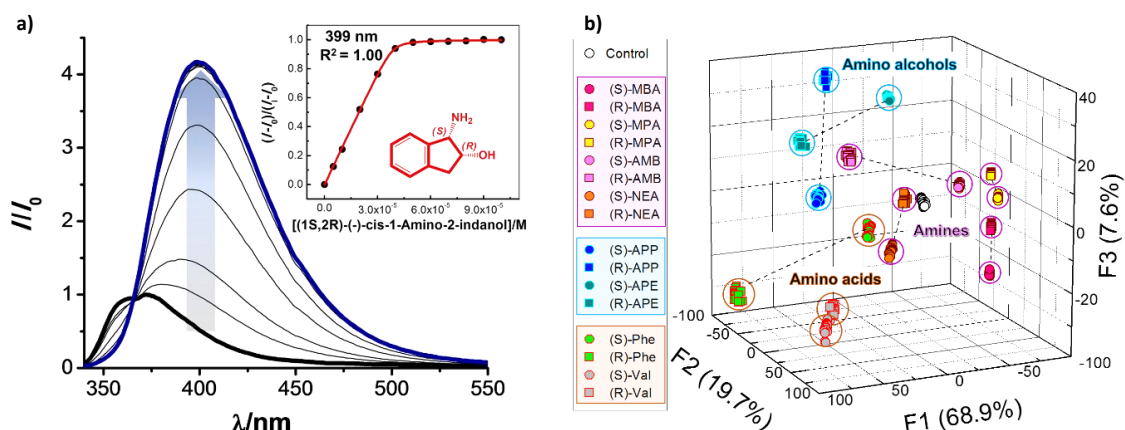 a)
I/I0
4
3
2
1
0
350
400
450
500
550
λ/nm
399 nm
R² = 1.00
(I-I0)/(I-I0)
1.0
0.8
0.6
0.4
0.2
0.0
0.0
3.0x10-5
6.0x10-5
9.0x10-5
[(1S,2R)-(-)-cis-1-Amino-2-indanol]/M
NH2
(S)
(R)
OH
b)
Control
(S)-MBA
(R)-MBA
(S)-MPA
(R)-MPA
(S)-AMB
(R)-AMB
(S)-NEA
(R)-NEA
(S)-APP
(R)-APP
(S)-APE
(R)-APE
(S)-Phe
(R)-Phe
(S)-Val
(R)-Val
Amino alcohols
Amines
Amino acids
40
20
0
-20
F3 (7.6%)
-100
-50
0
50
100
F2 (19.7%)
100
50
0
-50
-100
F1 (68.9%)